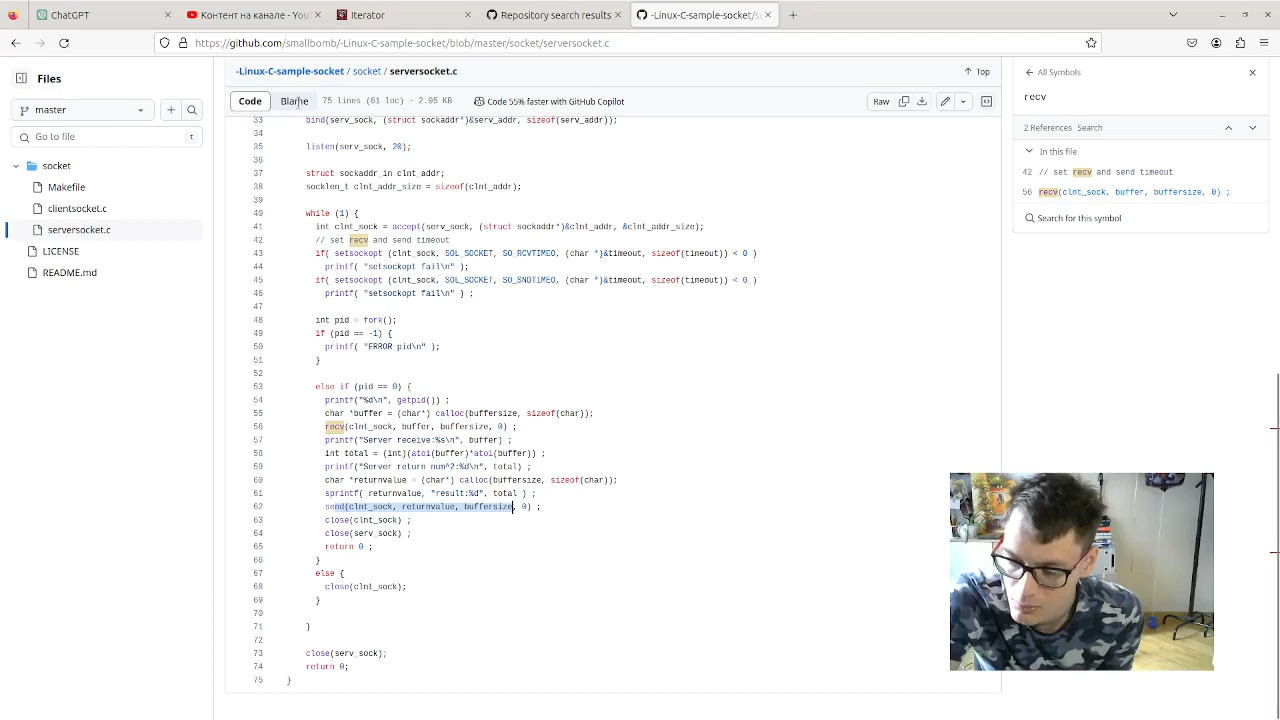 ChatGPT
Контент на канале - You
Iterator
Repository search results
-Linux-C-sample-socket/s
https://github.com/smallbomb/-Linux-C-sample-socket/blob/master/socket/serversocket.c
Files
master
Go to file
t
socket
Makefile
clientsocket.c
serversocket.c
LICENSE
README.md
-Linux-C-sample-socket / socket / serversocket.c
Top
Code
Blame
75 lines (61 loc) · 2.05 KB
Code 55% faster with GitHub Copilot
Raw
33 bind(serv_sock, (struct sockaddr*)&serv_addr, sizeof(serv_addr));
34
35 listen(serv_sock, 20);
36
37 struct sockaddr_in clnt_addr;
38 socklen_t clnt_addr_size = sizeof(clnt_addr);
39
40 while (1) {
41 int clnt_sock = accept(serv_sock, (struct sockaddr*)&clnt_addr, &clnt_addr_size);
42 // set recv and send timeout
43 if( setsockopt (clnt_sock, SOL_SOCKET, SO_RCVTIMEO, (char *)&timeout, sizeof(timeout)) < 0 )
44 printf( "setsockopt fail\n" );
45 if( setsockopt (clnt_sock, SOL_SOCKET, SO_SNDTIMEO, (char *)&timeout, sizeof(timeout)) < 0 )
46 printf( "setsockopt fail\n" ) ;
47
48 int pid = fork();
49 if (pid == -1) {
50 printf( "ERROR pid\n" );
51 }
52
53 else if (pid == 0) {
54 printf("%d\n", getpid()) ;
55 char *buffer = (char*) calloc(buffersize, sizeof(char));
56 recv(clnt_sock, buffer, buffersize, 0) ;
57 printf("Server receive:%s\n", buffer) ;
58 int total = (int)(atoi(buffer)*atoi(buffer)) ;
59 printf("Server return num^2:%d\n", total) ;
60 char *returnvalue = (char*) calloc(buffersize, sizeof(char));
61 sprintf( returnvalue, "result:%d", total ) ;
62 send(clnt_sock, returnvalue, buffersize, 0) ;
63 close(clnt_sock) ;
64 close(serv_sock) ;
65 return 0 ;
66 }
67 else {
68 close(clnt_sock);
69 }
70
71 }
72
73 close(serv_sock);
74 return 0;
75 }
All Symbols
recv
2 References Search
In this file
42 // set recv and send timeout
56 recv(clnt_sock, buffer, buffersize, 0) ;
Search for this symbol